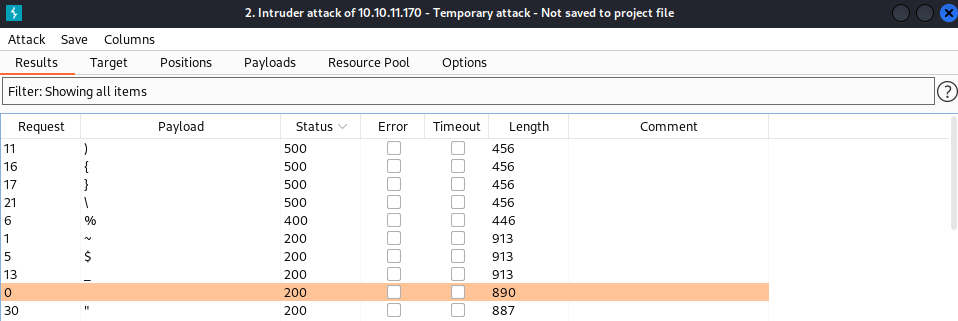 2. Intruder attack of 10.10.11.170 - Temporary attack - Not saved to project file
Attack Save Columns
Results Target Positions Payloads Resource Pool Options
Filter: Showing all items ?
Request Payload Status Error Timeout Length Comment
11 ) 500 456
16 { 500 456
17 } 500 456
21 \ 500 456
6 % 400 446
1 ~ 200 913
5 $ 200 913
13 _ 200 913
0 200 890
30 " 200 887